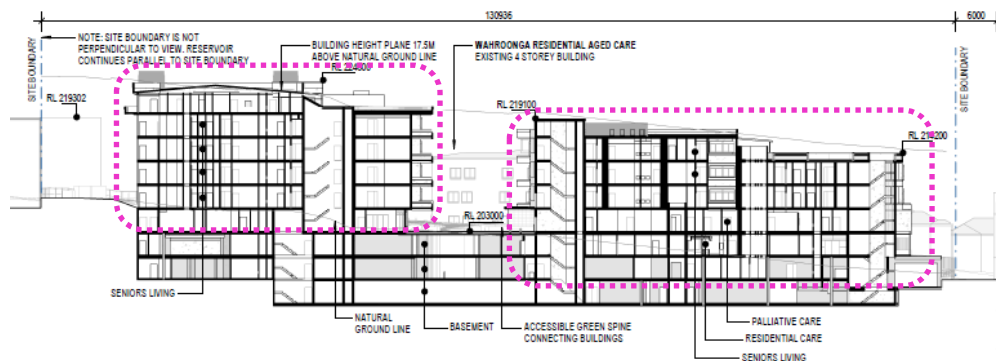 130936
6000
NOTE: SITE BOUNDARY IS NOT
PERPENDICULAR TO VIEW. RESERVOIR
CONTINUES PARALLEL TO SITE BOUNDARY
BUILDING HEIGHT PLANE 17.5M
ABOVE NATURAL GROUND LINE
WAHROONGA RESIDENTIAL AGED CARE
EXISTING 4 STOREY BUILDING
SITE BOUNDARY
SITE BOUNDARY
RL 219302
RL 219100
RL 203000
SENIORS LIVING
NATURAL
GROUND LINE
BASEMENT
ACCESSIBLE GREEN SPINE
CONNECTING BUILDINGS
PALLIATIVE CARE
RESIDENTIAL CARE
SENIORS LIVING